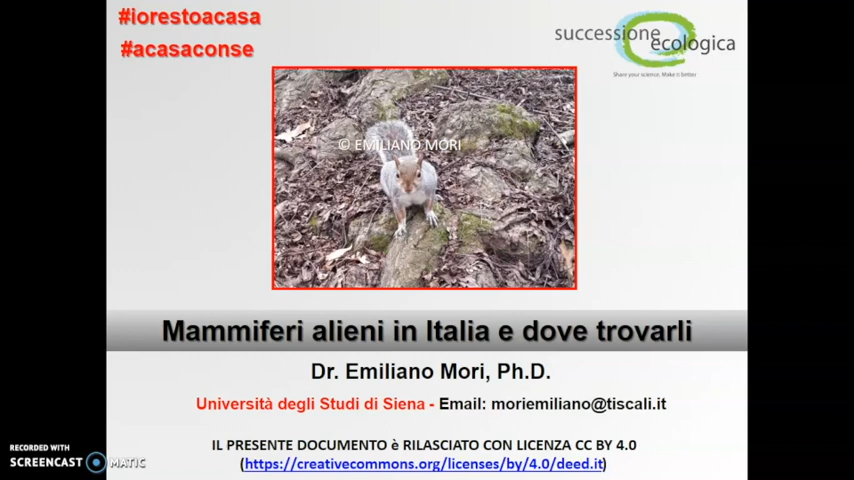 #iorestoacasa
#acasaconse
successione
ecologica
Share your science. Make it better.
© EMILIANO MORI
Mammiferi alieni in Italia e dove trovarli
Dr. Emiliano Mori, Ph.D.
Università degli Studi di Siena - Email: moriemiliano@tiscali.it
IL PRESENTE DOCUMENTO è RILASCIATO CON LICENZA CC BY 4.0
(https://creativecommons.org/licenses/by/4.0/deed.it)
RECORDED WITH
SCREENCAST MATIC